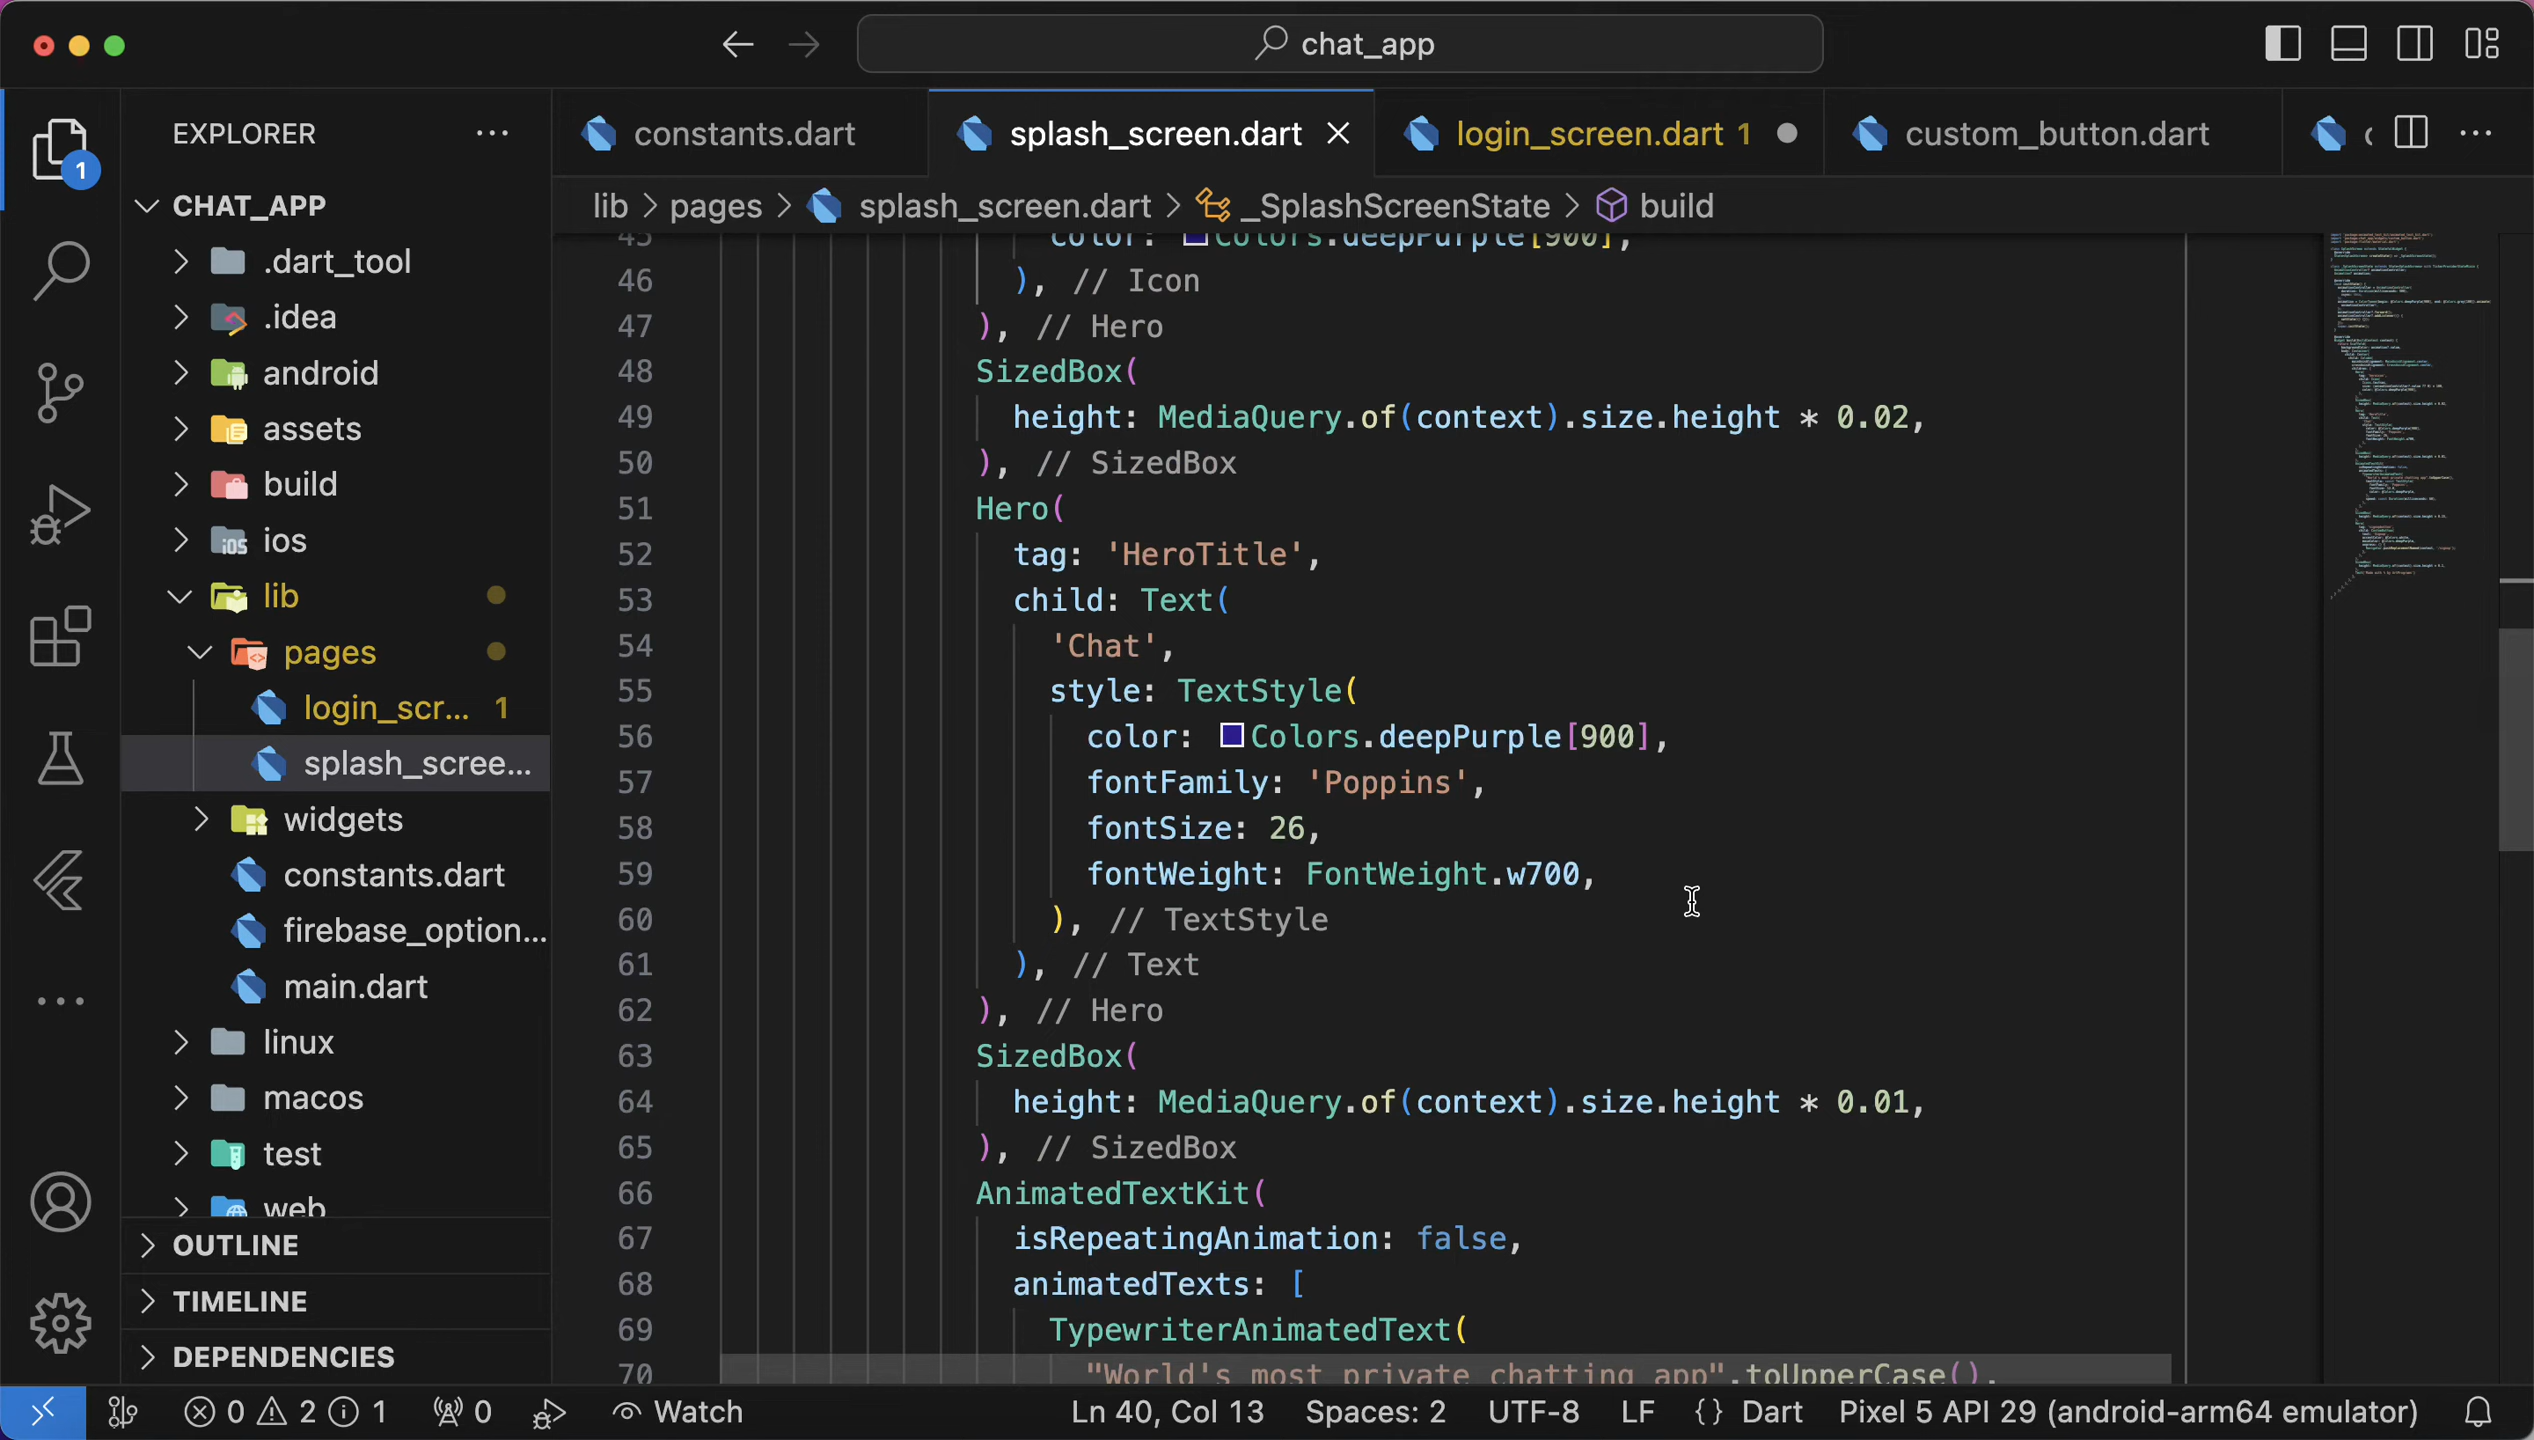 chat_app
EXPLORER
constants.dart
splash_screen.dart
login_screen.dart 1
custom_button.dart
CHAT_APP
lib > pages > splash_screen.dart > _SplashScreenState > build
.dart_tool
.idea
android
assets
build
ios
lib
pages
login_scr... 1
splash_scree...
widgets
constants.dart
firebase_option...
main.dart
linux
macos
test
web
OUTLINE
TIMELINE
DEPENDENCIES
1
45 color: Colors.deepPurple[900],
46 ), // Icon
47 ), // Hero
48 SizedBox(
49 height: MediaQuery.of(context).size.height * 0.02,
50 ), // SizedBox
51 Hero(
52 tag: 'HeroTitle',
53 child: Text(
54 'Chat',
55 style: TextStyle(
56 color: Colors.deepPurple[900],
57 fontFamily: 'Poppins',
58 fontSize: 26,
59 fontWeight: FontWeight.w700,
60 ), // TextStyle
61 ), // Text
62 ), // Hero
63 SizedBox(
64 height: MediaQuery.of(context).size.height * 0.01,
65 ), // SizedBox
66 AnimatedTextKit(
67 isRepeatingAnimation: false,
68 animatedTexts: [
69 TypewriterAnimatedText(
70 "World's most private chatting app".toUpperCase(),
0 2 1 0 Watch Ln 40, Col 13 Spaces: 2 UTF-8 LF {} Dart Pixel 5 API 29 (android-arm64 emulator)